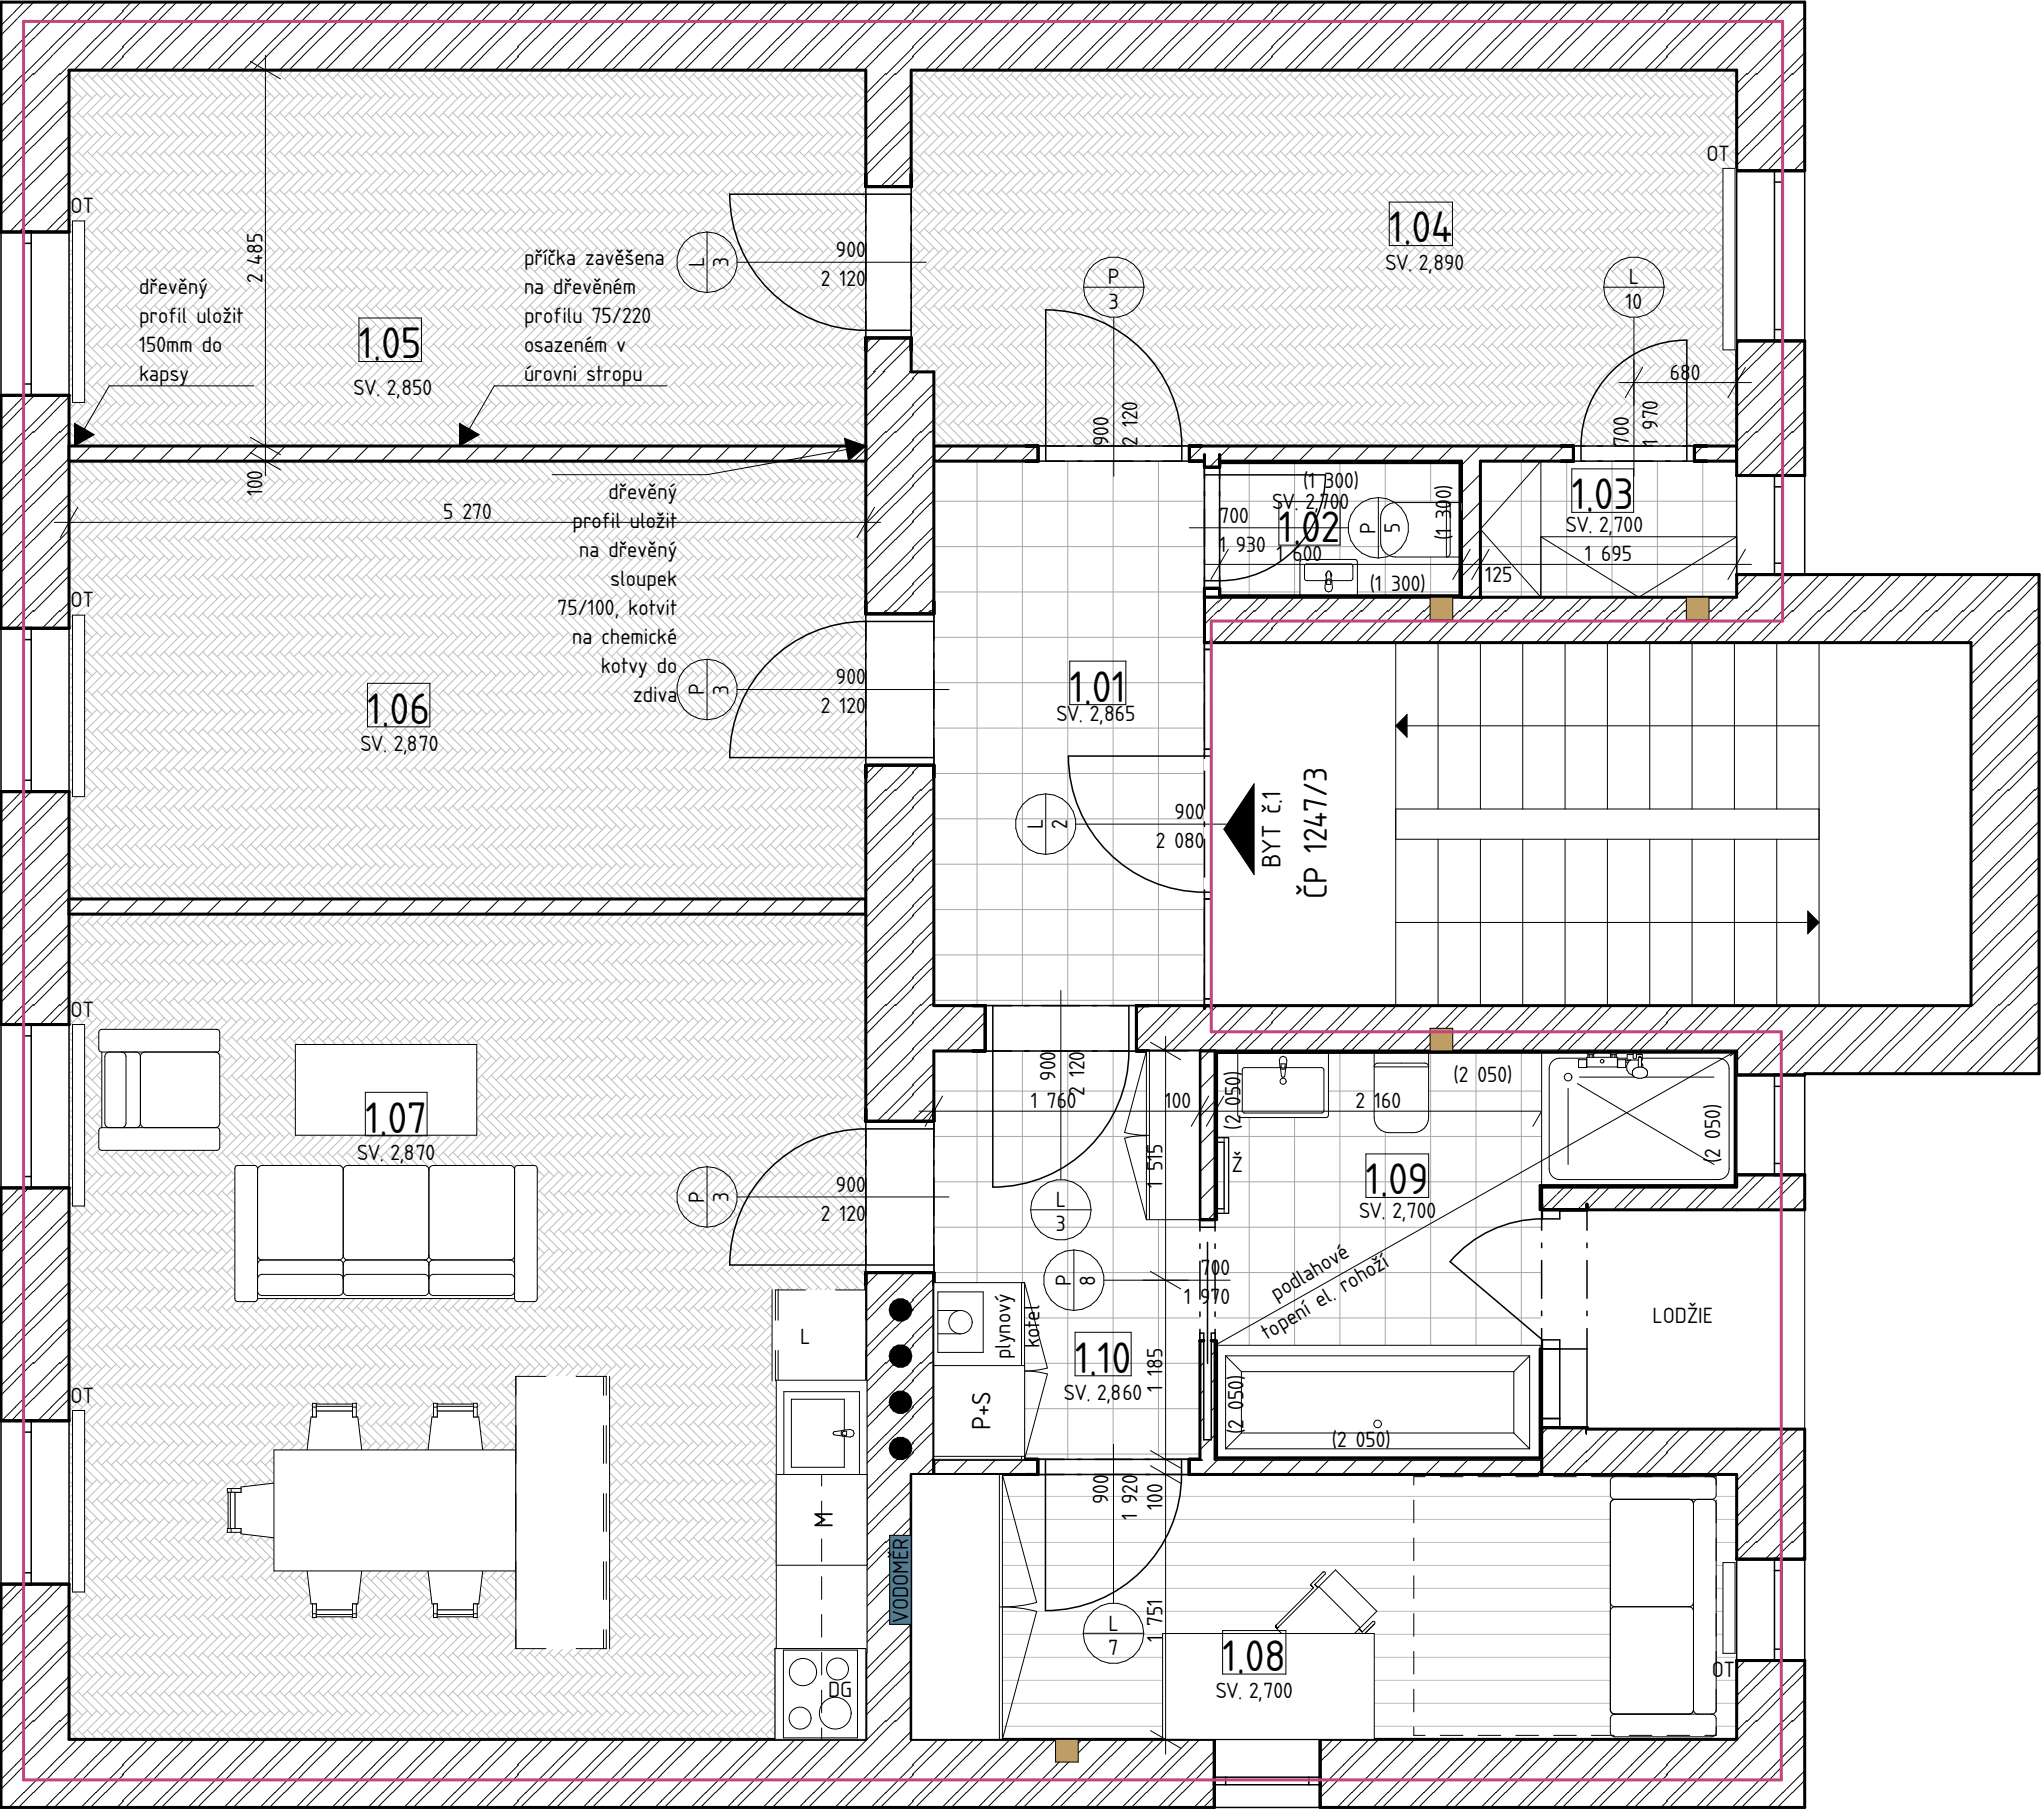 OT
2 485
dřevěný
profil uložit
150mm do
kapsy
1.05
SV. 2,850
příčka zavěšena
na dřevěném
profilu 75/220
osazeném v
úrovni stropu
L
3
900
2 120
OT
1.04
SV. 2,890
P
3
900
2 120
L
10
680
700
1 970
100
5 270
dřevěný
profil uložit
na dřevěný
sloupek
75/100, kotvit
na chemické
kotvy do
zdiva
(1 300)
SV. 2,700
1.02
700
1 930
1 600
P
5
(1 300)
(1 300)
125
1.03
SV. 2,700
1 695
OT
1.06
SV. 2,870
P
3
900
2 120
1.01
SV. 2,865
L
2
900
2 080
BYT č.1
ČP 1247/3
OT
1.07
SV. 2,870
P
3
900
2 120
900
2 120
1 760
100
1 515
L
3
(2 050)
2 160
(2 050)
(2 050)
Ž
1.09
SV. 2,700
P
8
700
1 970
podlahové
topení el. rohoží
LODŽIE
plynový
kotel
1.10
SV. 2,860
1 185
P+S
(2 050)
(2 050)
OT
L
M
DG
VODOMĚR
900
1 920
100
L
7
1 751
1.08
SV. 2,700
OT